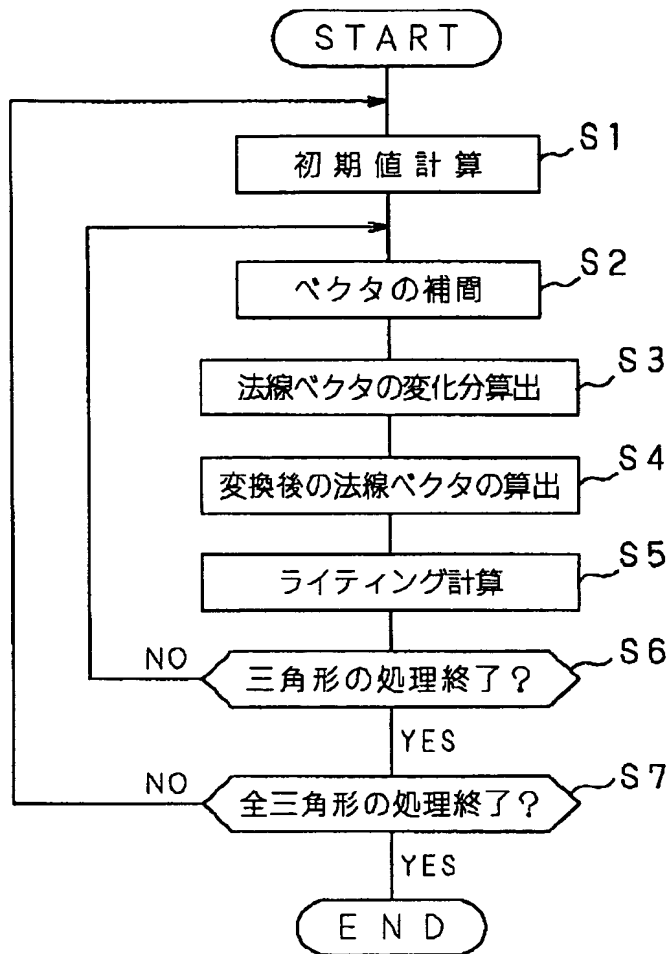 START
初期値計算
S1
ベクタの補間
S2
法線ベクタの変化分算出
S3
変換後の法線ベクタの算出
S4
ライティング計算
S5
三角形の処理終了?
S6
NO
YES
全三角形の処理終了?
S7
NO
YES
END